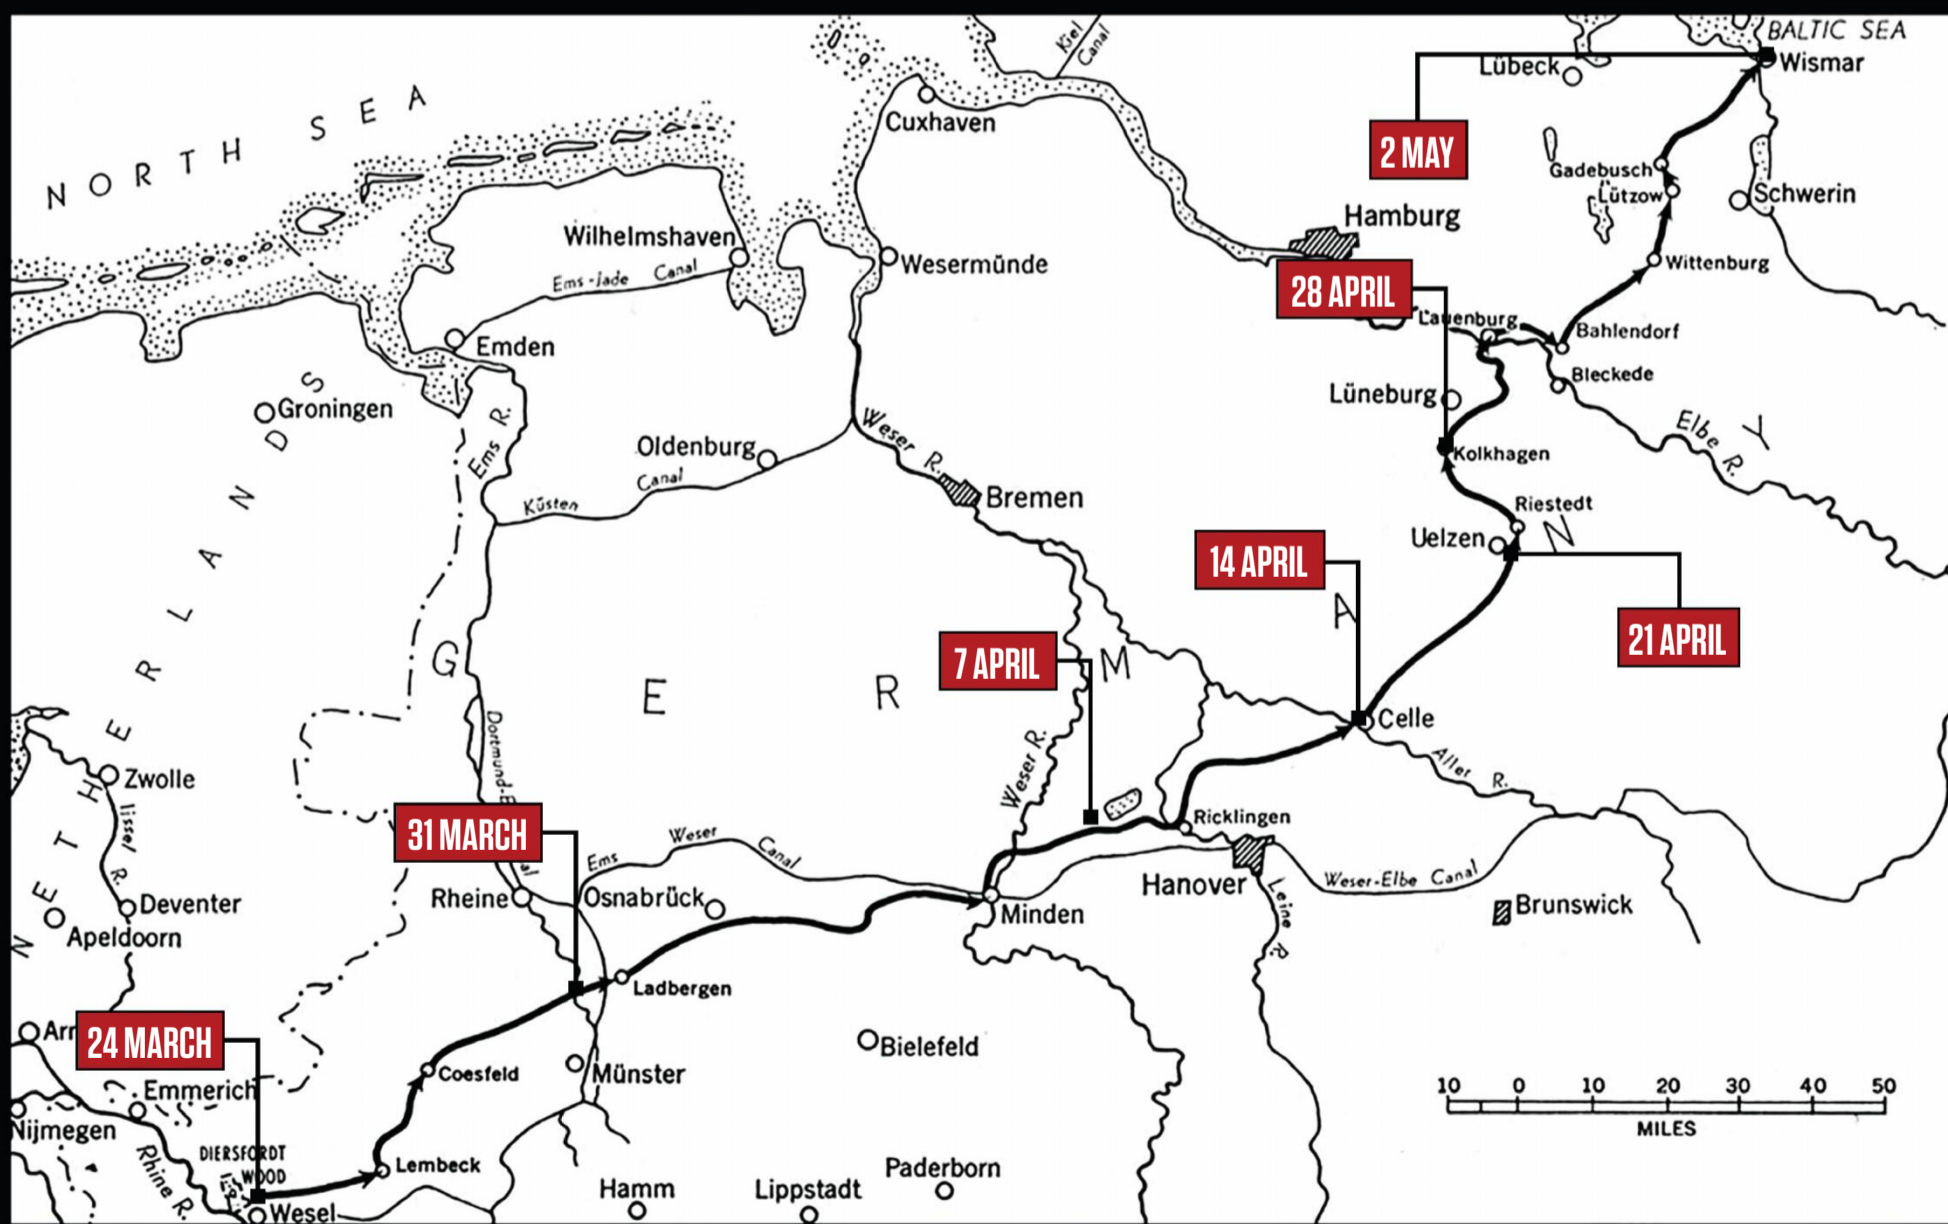 BALTIC SEA
Kiel
Canal
Lübeck
Wismar
NORTH SEA
Cuxhaven
2 MAY
Gadebusch
Lützow
Schwerin
Hamburg
Wilhelmshaven
Wesermünde
Ems-Jade Canal
Wittenburg
28 APRIL
Lauenburg
Bahlendorf
Emden
Bleckede
Lüneburg
Groningen
Ems R.
Weser R.
Elbe R.
Oldenburg
Kolkhagen
Küsten Canal
Bremen
Riestedt
Uelzen
14 APRIL
21 APRIL
7 APRIL
GERMANY
NETHERLANDS
Celle
Dortmund-E
al
Weser R.
Aller R.
Zwolle
Iissel R.
31 MARCH
Ems Weser Canal
Ricklingen
Hanover
Weser-Elbe Canal
Rheine
Osnabrück
Minden
Brunswick
Deventer
Apeldoorn
Leine R.
Ladbergen
Arr
24 MARCH
Bielefeld
Coesfeld
Münster
Emmerich
Nijmegen
10 0 10 20 30 40 50
MILES
DIERSFORDT
WOOD
Rhine R.
Lembeck
Paderborn
Hamm
Lippstadt
Wesel